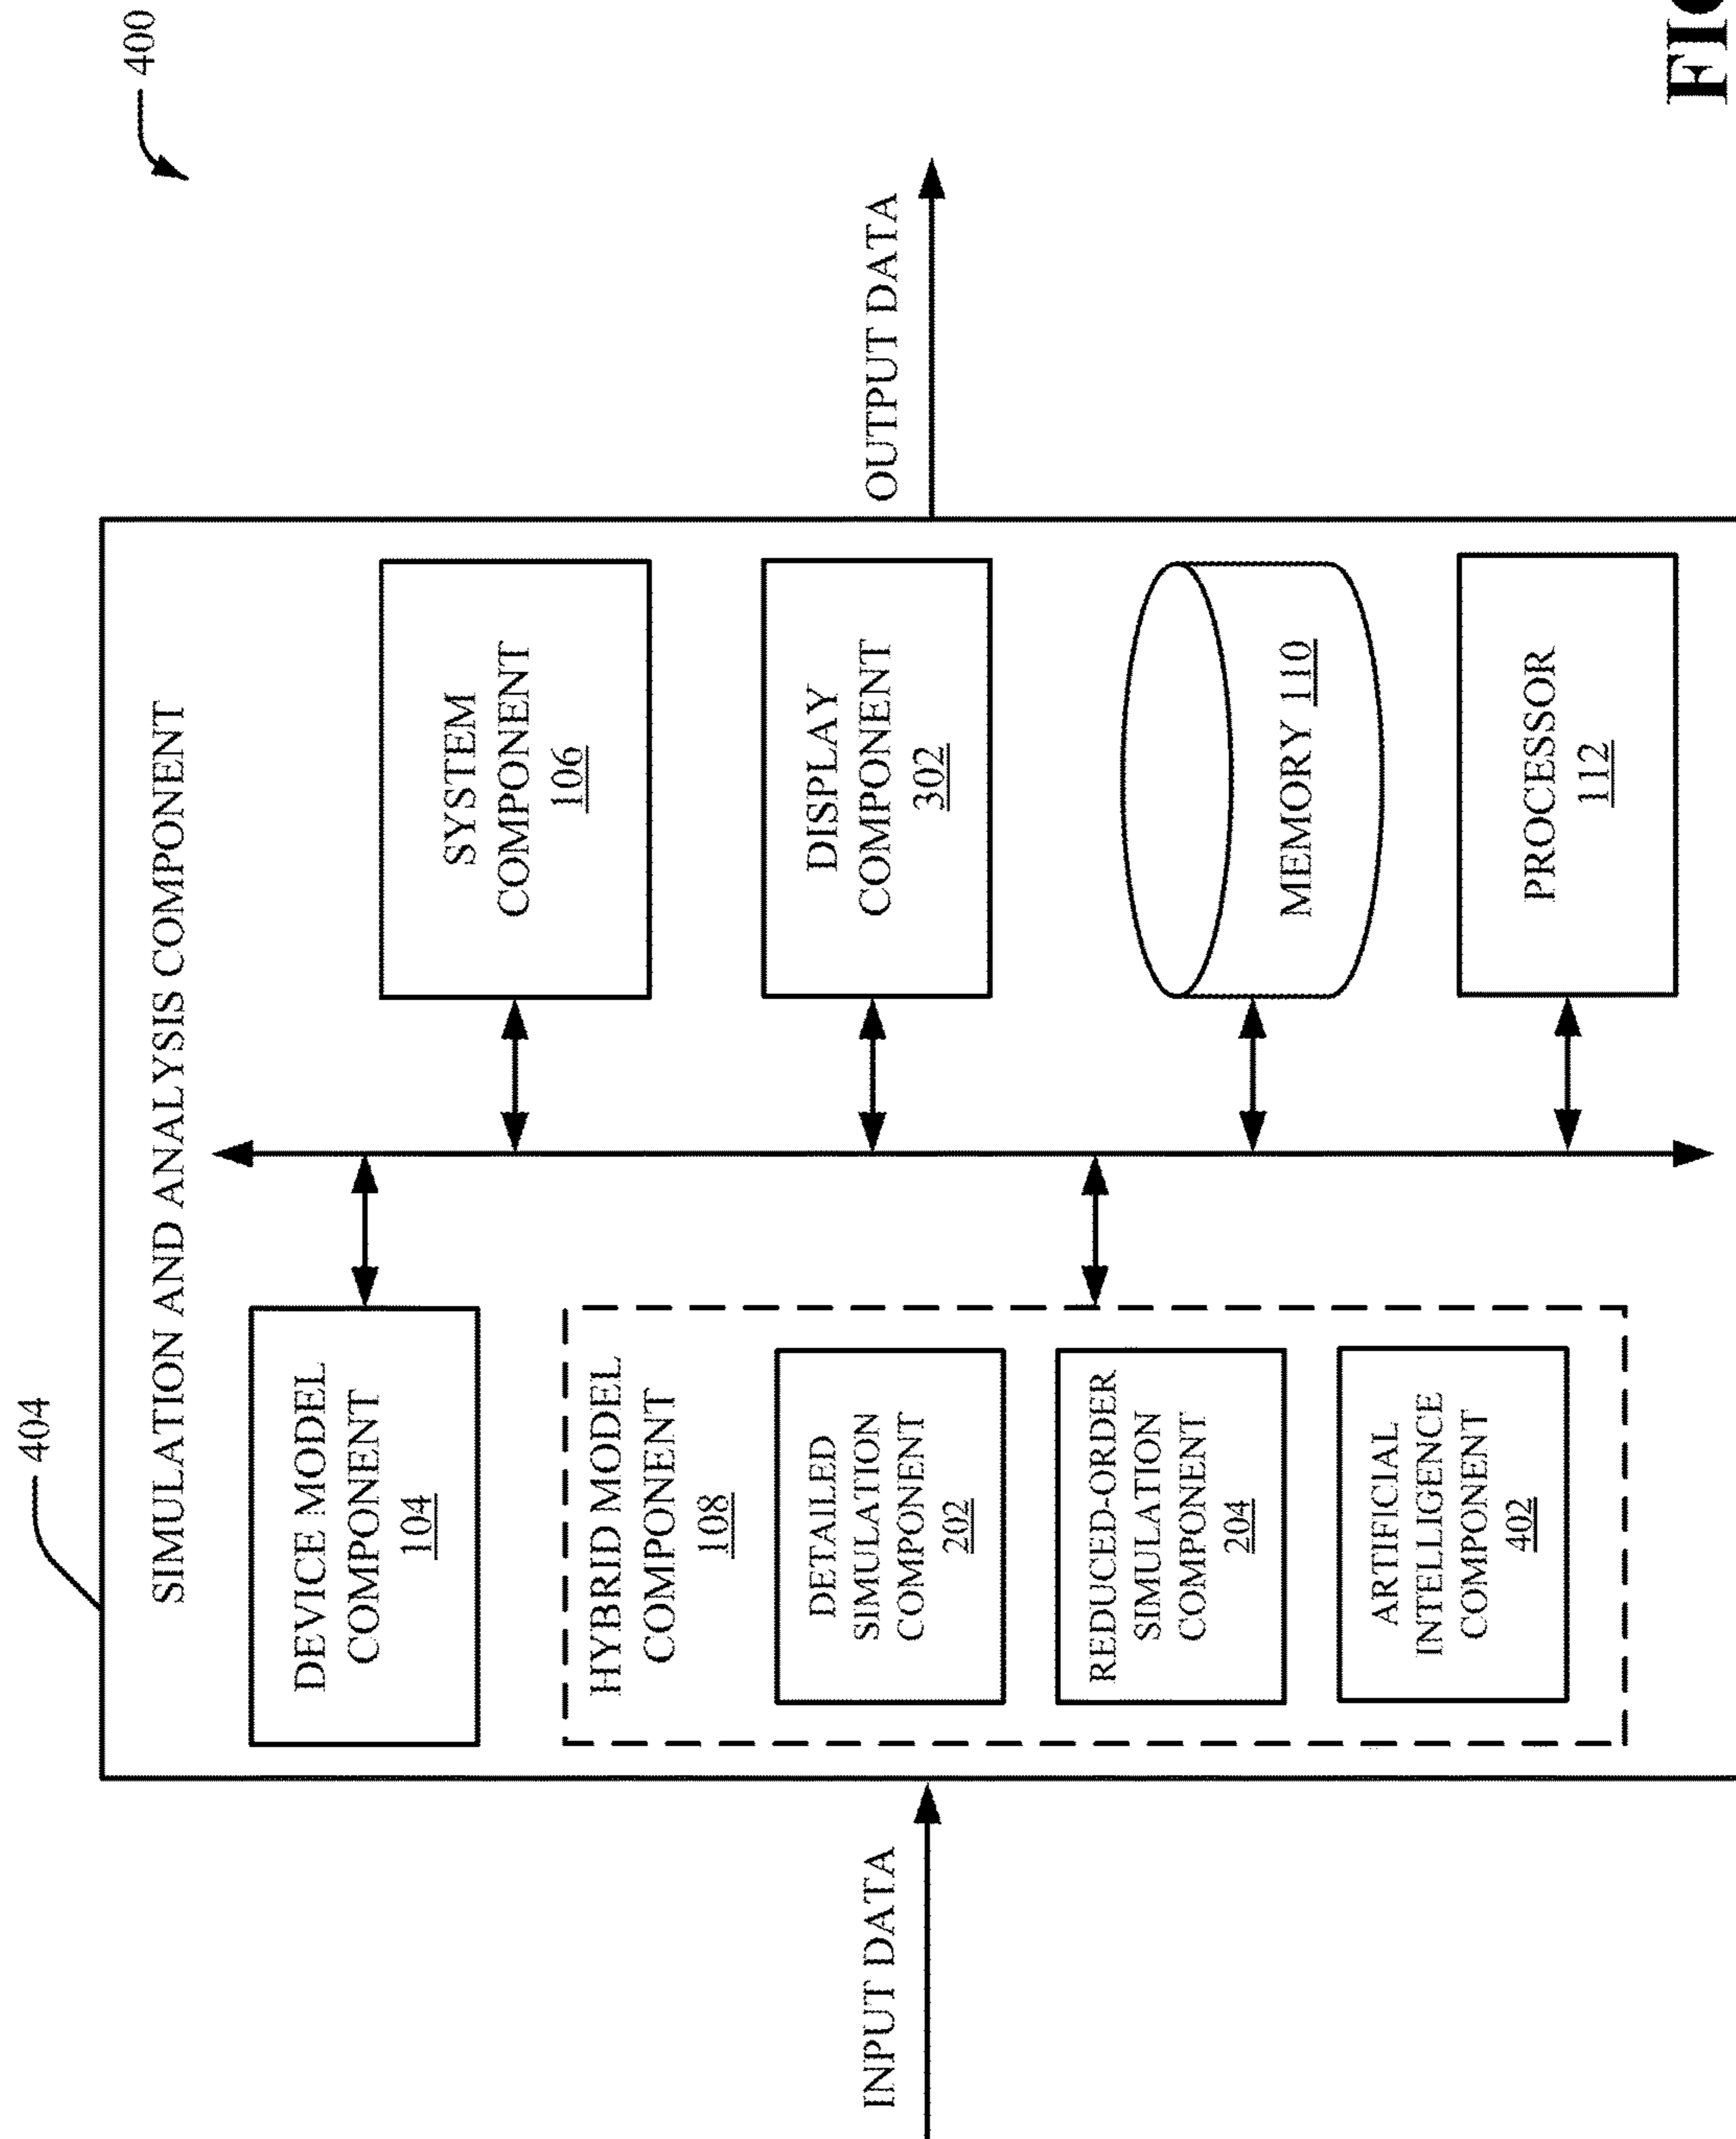 400
404
SIMULATION AND ANALYSIS COMPONENT
DEVICE MODEL
COMPONENT
104
HYBRID MODEL
COMPONENT
108
DETAILED
SIMULATION
COMPONENT
202
REDUCED-ORDER
SIMULATION
COMPONENT
204
ARTIFICIAL
INTELLIGENCE
COMPONENT
402
SYSTEM
COMPONENT
106
DISPLAY
COMPONENT
302
MEMORY 110
PROCESSOR
112
INPUT DATA
OUTPUT DATA